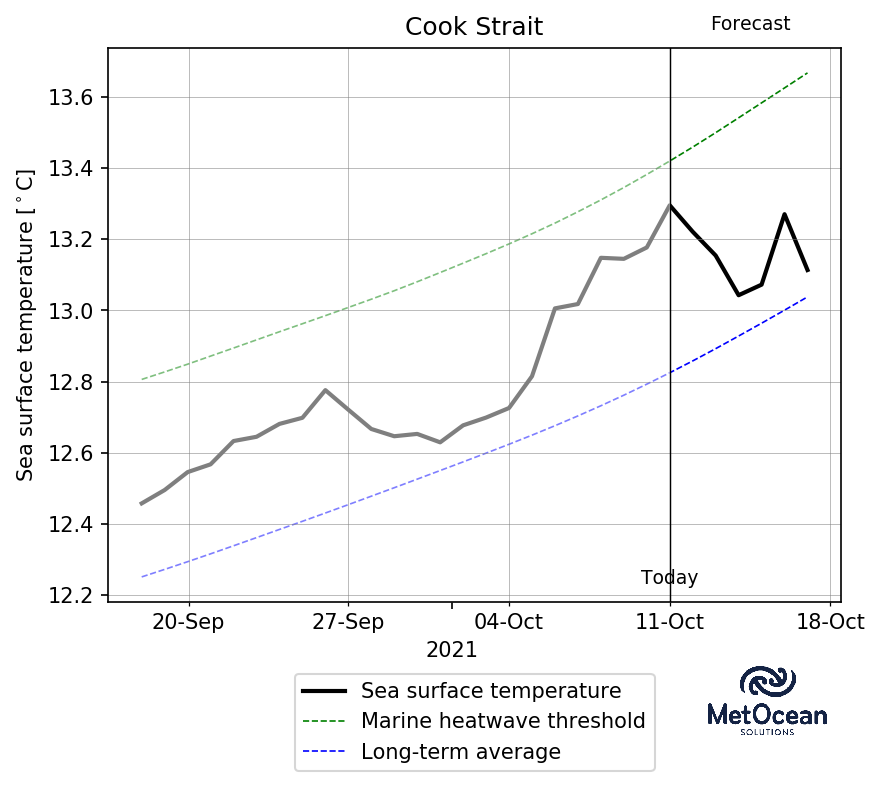 Cook Strait
Forecast
Sea surface temperature [°C]
13.6
13.4
13.2
13.0
12.8
12.6
12.4
12.2
Today
20-Sep 27-Sep 04-Oct 11-Oct 18-Oct
2021
Sea surface temperature
Marine heatwave threshold
Long-term average
MetOcean
SOLUTIONS